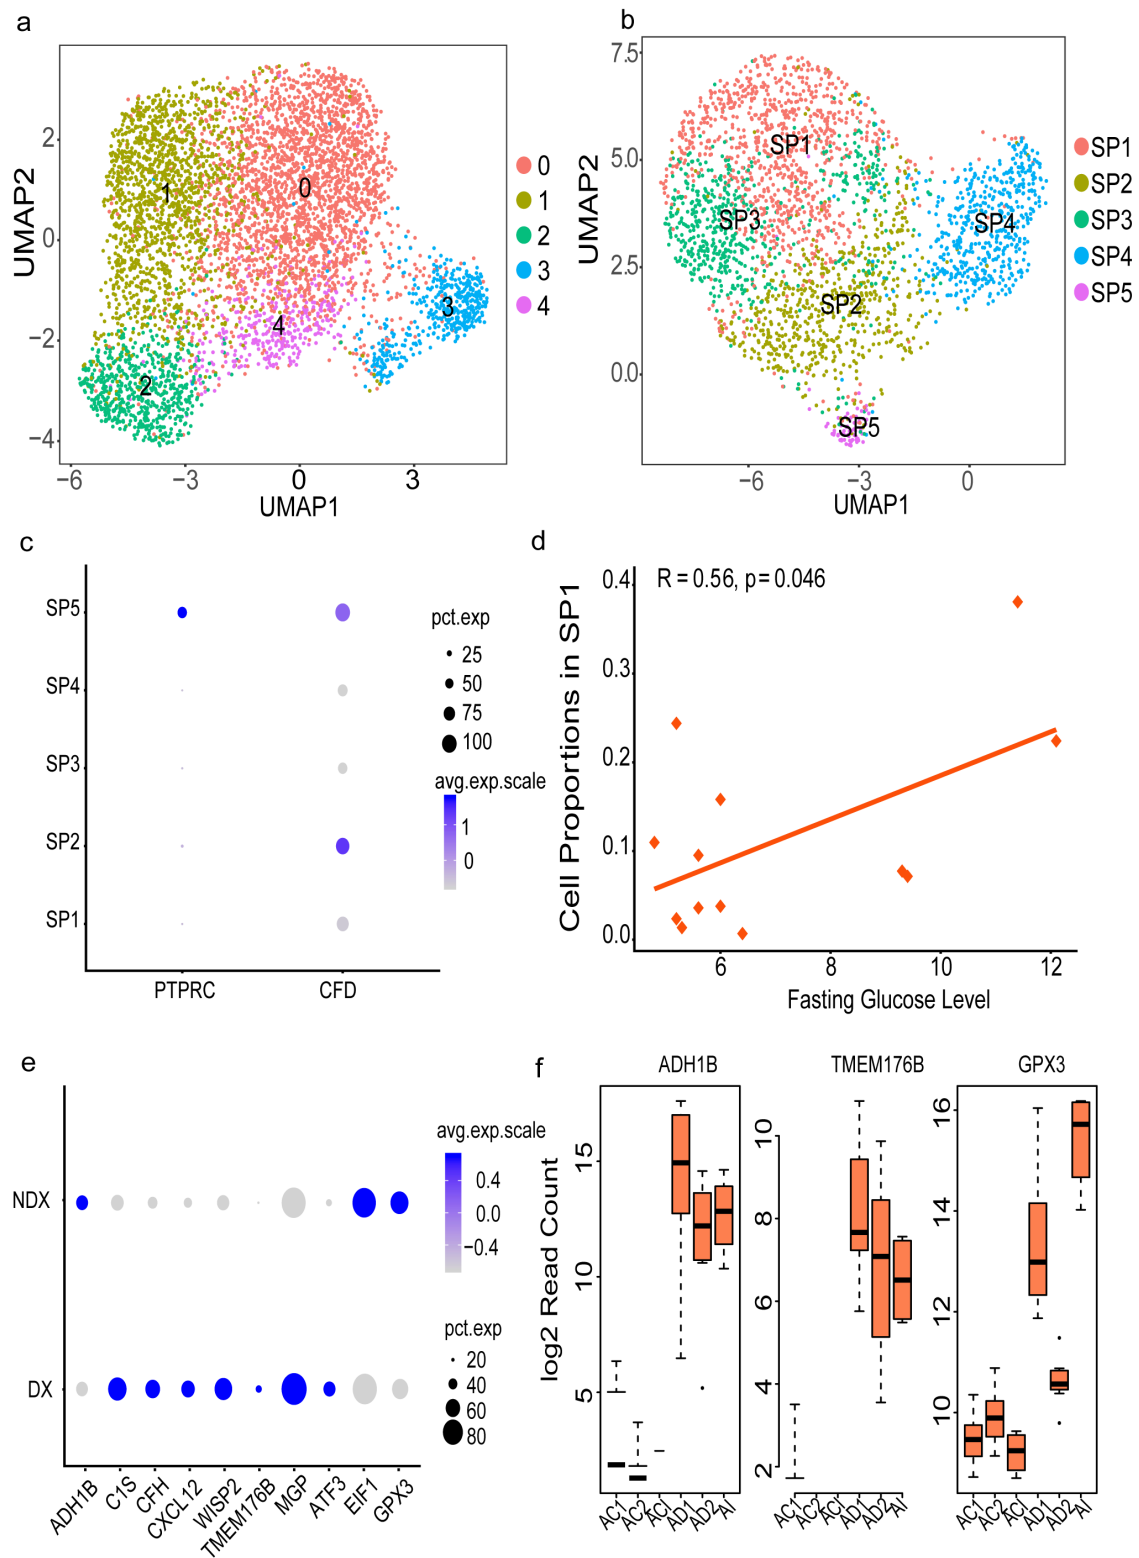 a
2
0
−2
−4
−6
−3
0
3
UMAP1
UMAP2
0
1
2
3
4
0
1
2
3
4
b
7.5
5.0
2.5
0.0
−6
−3
0
UMAP1
UMAP2
SP1
SP2
SP3
SP4
SP5
SP1
SP2
SP3
SP4
SP5
c
SP5
SP4
SP3
SP2
SP1
PTPRC
CFD
pct.exp
25
50
75
100
avg.exp.scale
1
0
d
R = 0.56, p = 0.046
0.4
0.3
0.2
0.1
0.0
6
8
10
12
Fasting Glucose Level
Cell Proportions in SP1
e
NDX
DX
ADH1B
C1S
CFH
CXCL12
WISP2
TMEM176B
MGP
ATF3
EIF1
GPX3
avg.exp.scale
0.4
0.0
−0.4
pct.exp
20
40
60
80
f
log2 Read Count
ADH1B
15
10
5
AC1
AC2
ACI
AD1
AD2
AI
TMEM176B
10
8
6
4
2
AC1
AC2
ACI
AD1
AD2
AI
GPX3
16
14
12
10
AC1
AC2
ACI
AD1
AD2
AI